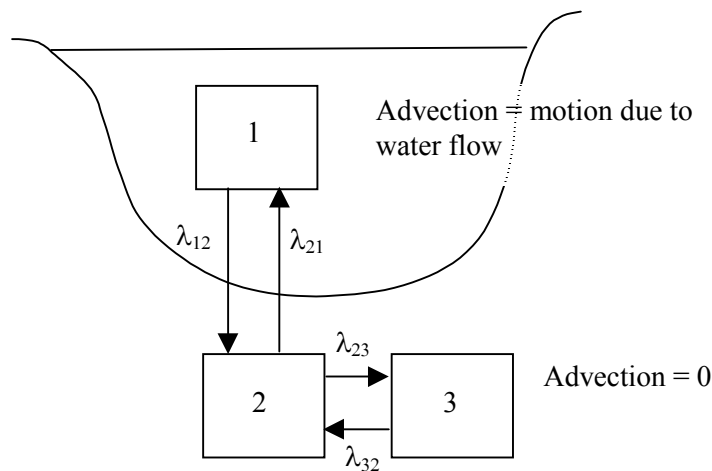 1
Advection = motion due to
water flow
λ12
λ21
λ23
2
3
Advection = 0
λ32